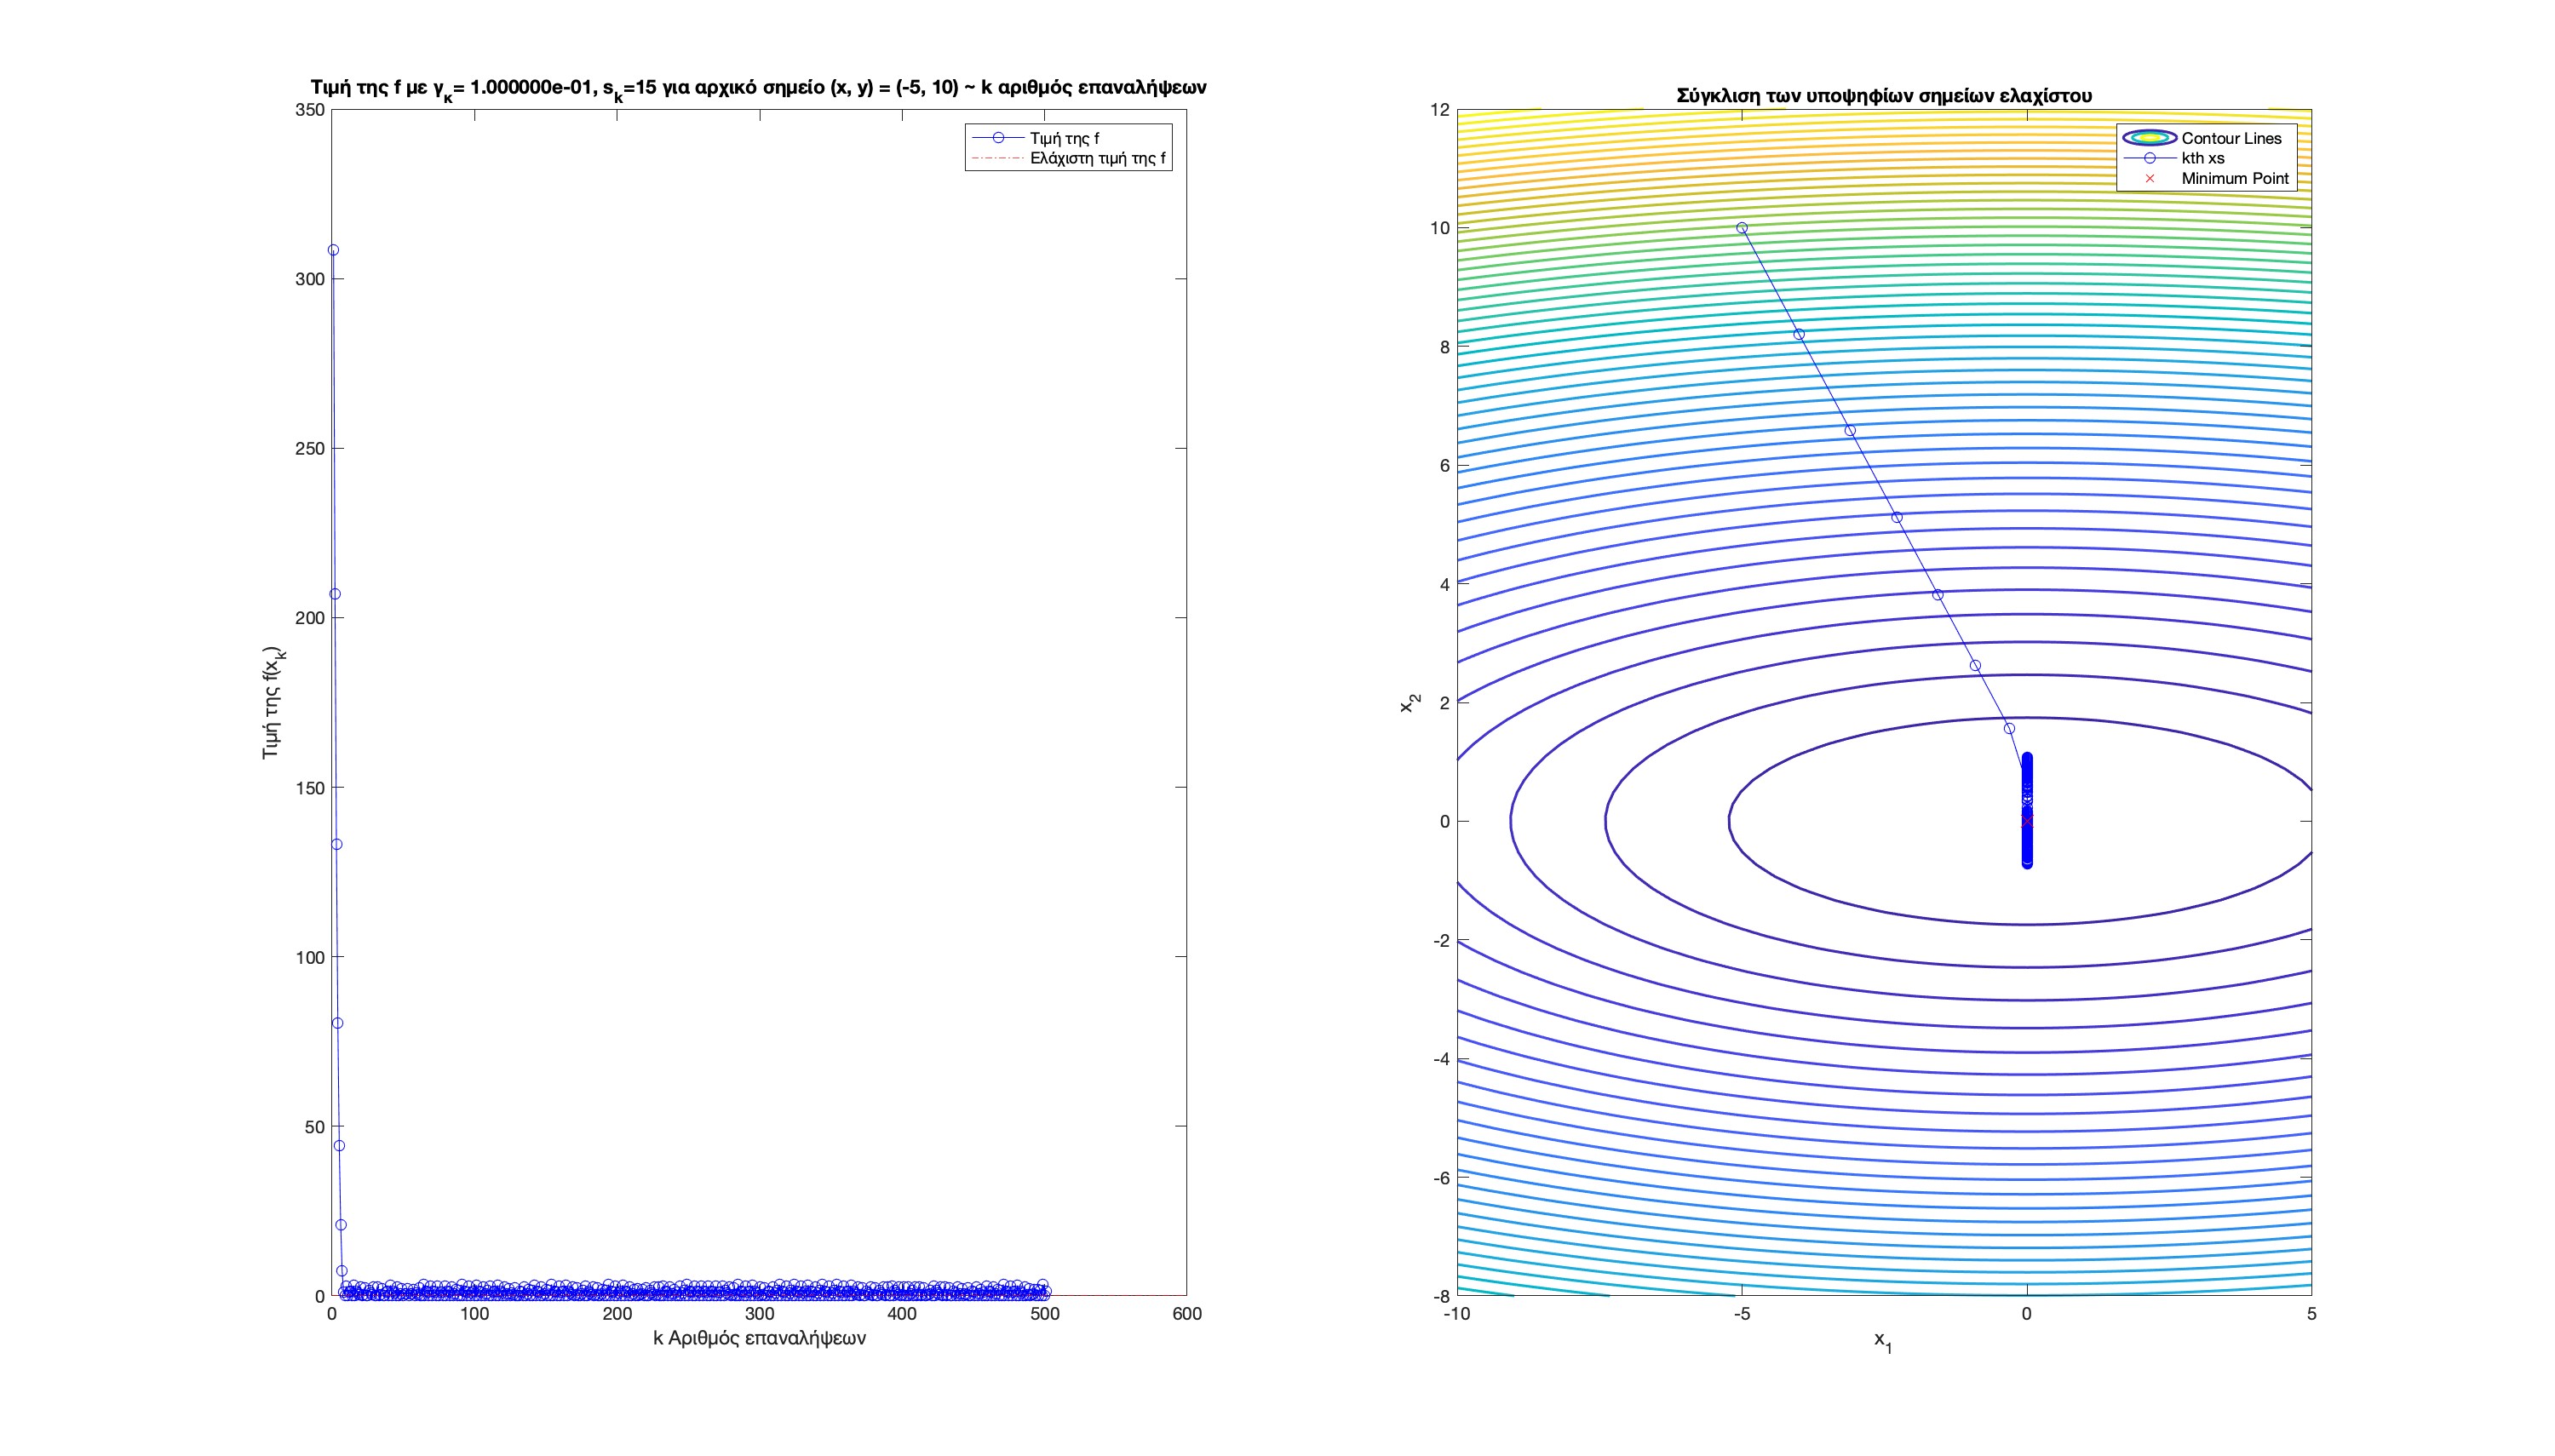 Τιμή της f με γκ= 1.000000e-01, sk=15 για αρχικό σημείο (x, y) = (-5, 10) ~ k αριθμός επαναλήψεων
350
300
250
200
150
100
50
0
0 100 200 300 400 500 600
Τιμή της f(xk)
k Αριθμός επαναλήψεων
Τιμή της f
Ελάχιστη τιμή της f
Σύγκλιση των υποψηφίων σημείων ελαχίστου
12
10
8
6
4
2
0
-2
-4
-6
-8
-10 -5 0 5
x2
x1
Contour Lines
kth xs
Minimum Point